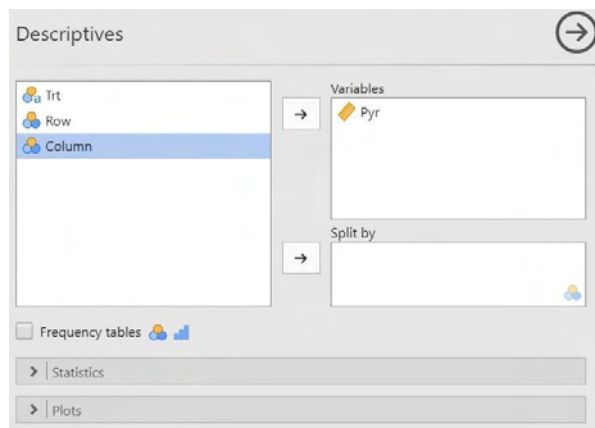 Descriptives
Trt
Row
Column
Variables
Pyr
Split by
Frequency tables
Statistics
Plots